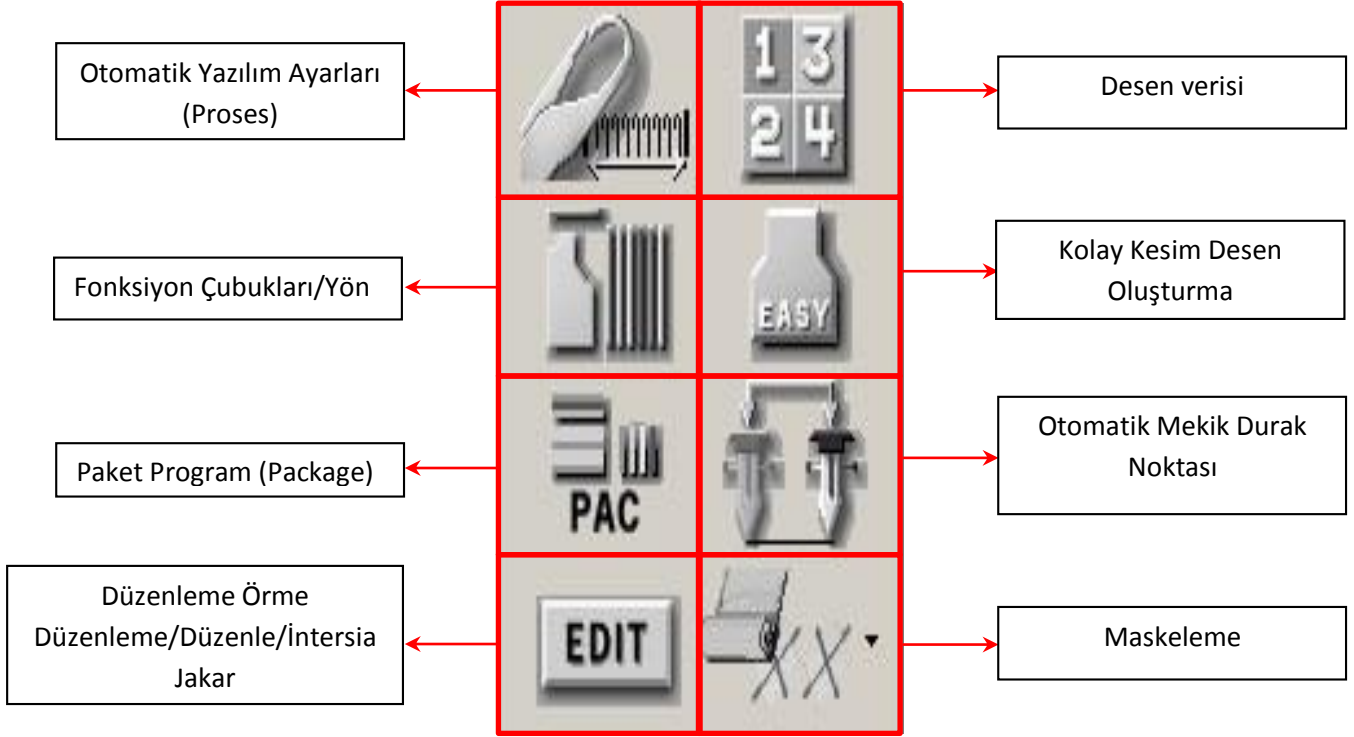 Otomatik Yazılım Ayarları
(Proses)
1 3
2 4
Desen verisi
Fonksiyon Çubukları/Yön
EASY
Kolay Kesim Desen
Oluşturma
Paket Program (Package)
PAC
Otomatik Mekik Durak
Noktası
Düzenleme Örme
Düzenleme/Düzenle/İntersia
Jakar
EDIT
Maskeleme